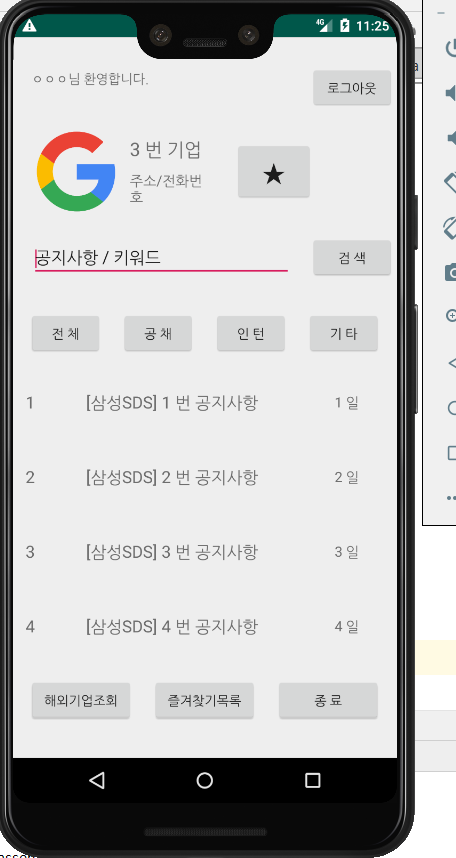 4G 11:25
ㅇㅇㅇ님 환영합니다.
로그아웃
3 번 기업
주소/전화번
호
★
공지사항 / 키워드
검 색
전 체 공 채 인 턴 기 타
1 [삼성SDS] 1 번 공지사항 1 일
2 [삼성SDS] 2 번 공지사항 2 일
3 [삼성SDS] 3 번 공지사항 3 일
4 [삼성SDS] 4 번 공지사항 4 일
해외기업조회 즐겨찾기목록 종 료